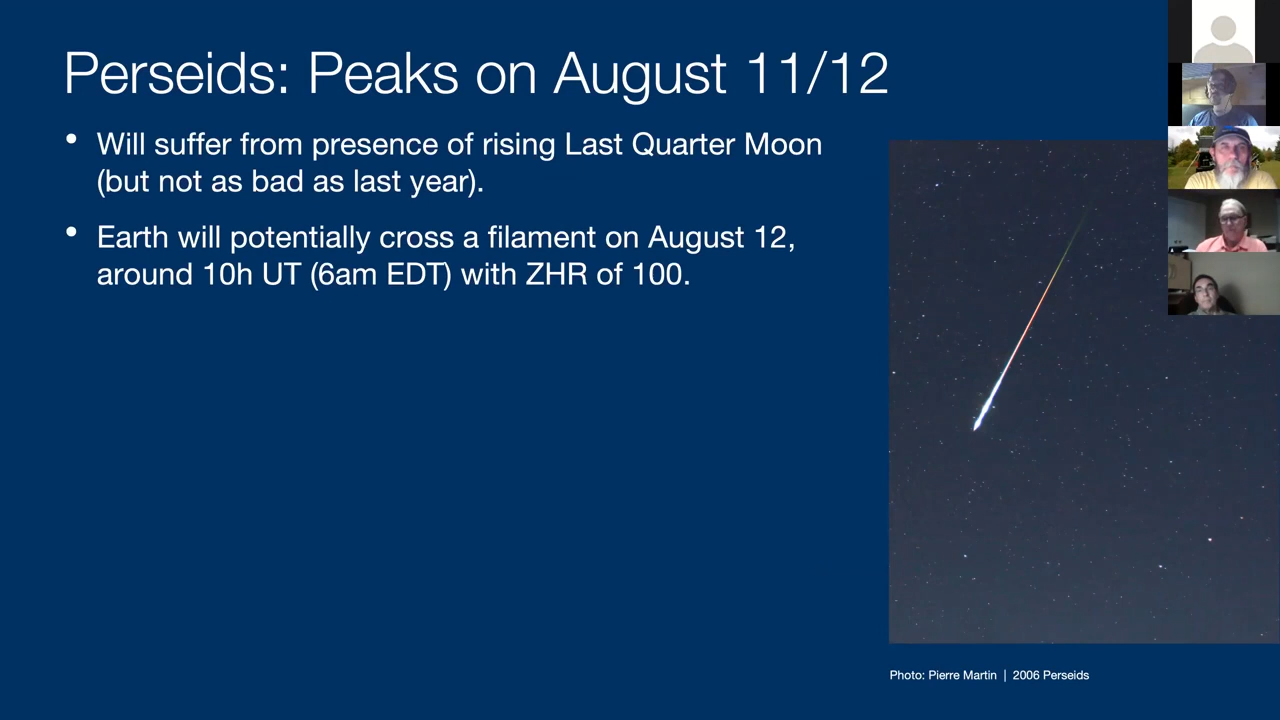 Perseids: Peaks on August 11/12
• Will suffer from presence of rising Last Quarter Moon
(but not as bad as last year).
• Earth will potentially cross a filament on August 12,
around 10h UT (6am EDT) with ZHR of 100.
Photo: Pierre Martin | 2006 Perseids